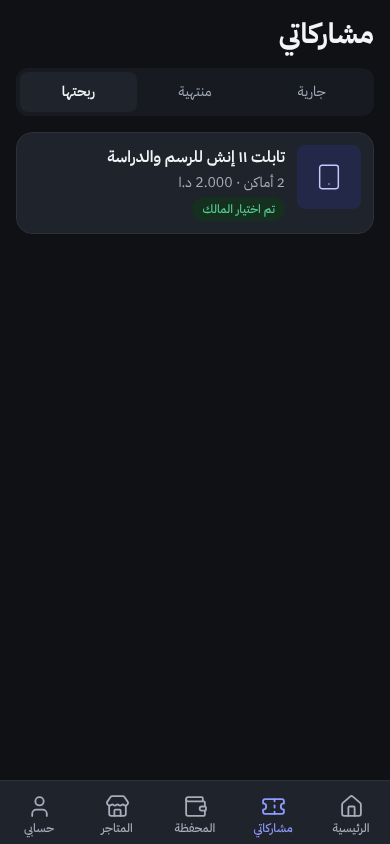 مشاركاتي
جارية
منتهية
ربحتها
تابلت ١١ إنش للرسم والدراسة
2 أماكن · 2.000 د.ا
تم اختيار المالك
الرئيسية
مشاركاتي
المحفظة
المتاجر
حسابي